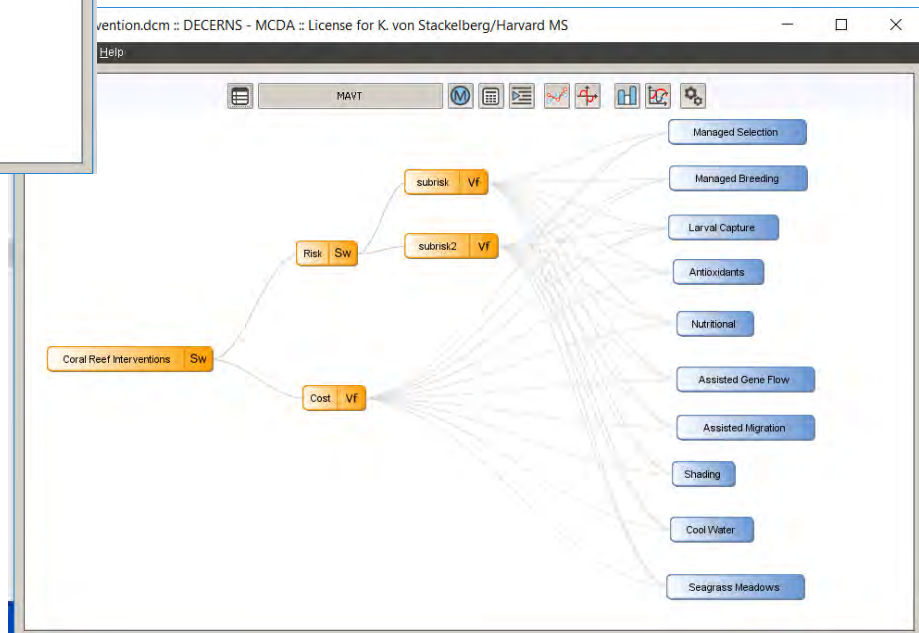 vention.dcm :: DECERNS - MCDA :: License for K. von Stackelberg/Harvard MS
Help
MAVT
M
Managed Selection
subrisk Vf
Managed Breeding
Larval Capture
subrisk2 Vf
Risk Sw
Antioxidants
Nutritional
Coral Reef Interventions Sw
Assisted Gene Flow
Cost Vf
Assisted Migration
Shading
Cool Water
Seagrass Meadows